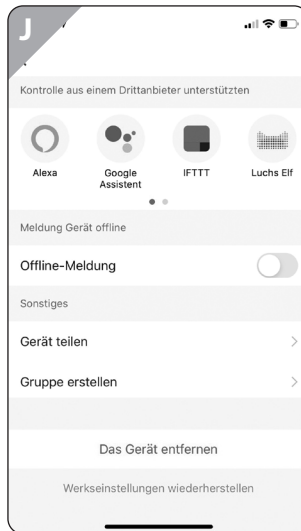 J
Kontrolle aus einem Drittanbieter unterstützten
Alexa
Google
Assistent
IFTTT
Luchs Elf
Meldung Gerät offline
Offline-Meldung
Sonstiges
Gerät teilen
Gruppe erstellen
Das Gerät entfernen
Werkseinstellungen wiederherstellen